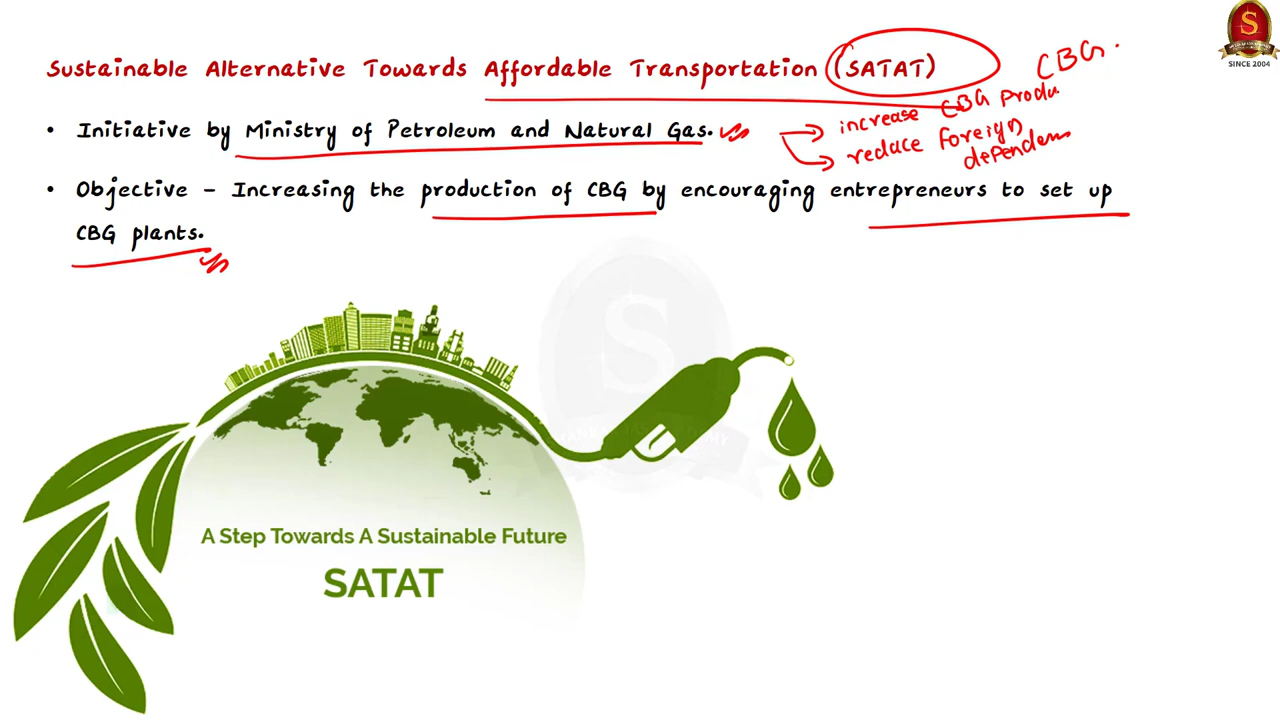 Sustainable Alternative Towards Affordable Transportation (SATAT)
CBG
• Initiative by Ministry of Petroleum and Natural Gas.
increase CBG Produ
reduce Foreign
dependen
• Objective – Increasing the production of CBG by encouraging entrepreneurs to set up
CBG plants.
A Step Towards A Sustainable Future
SATAT
S
SINCE 2004